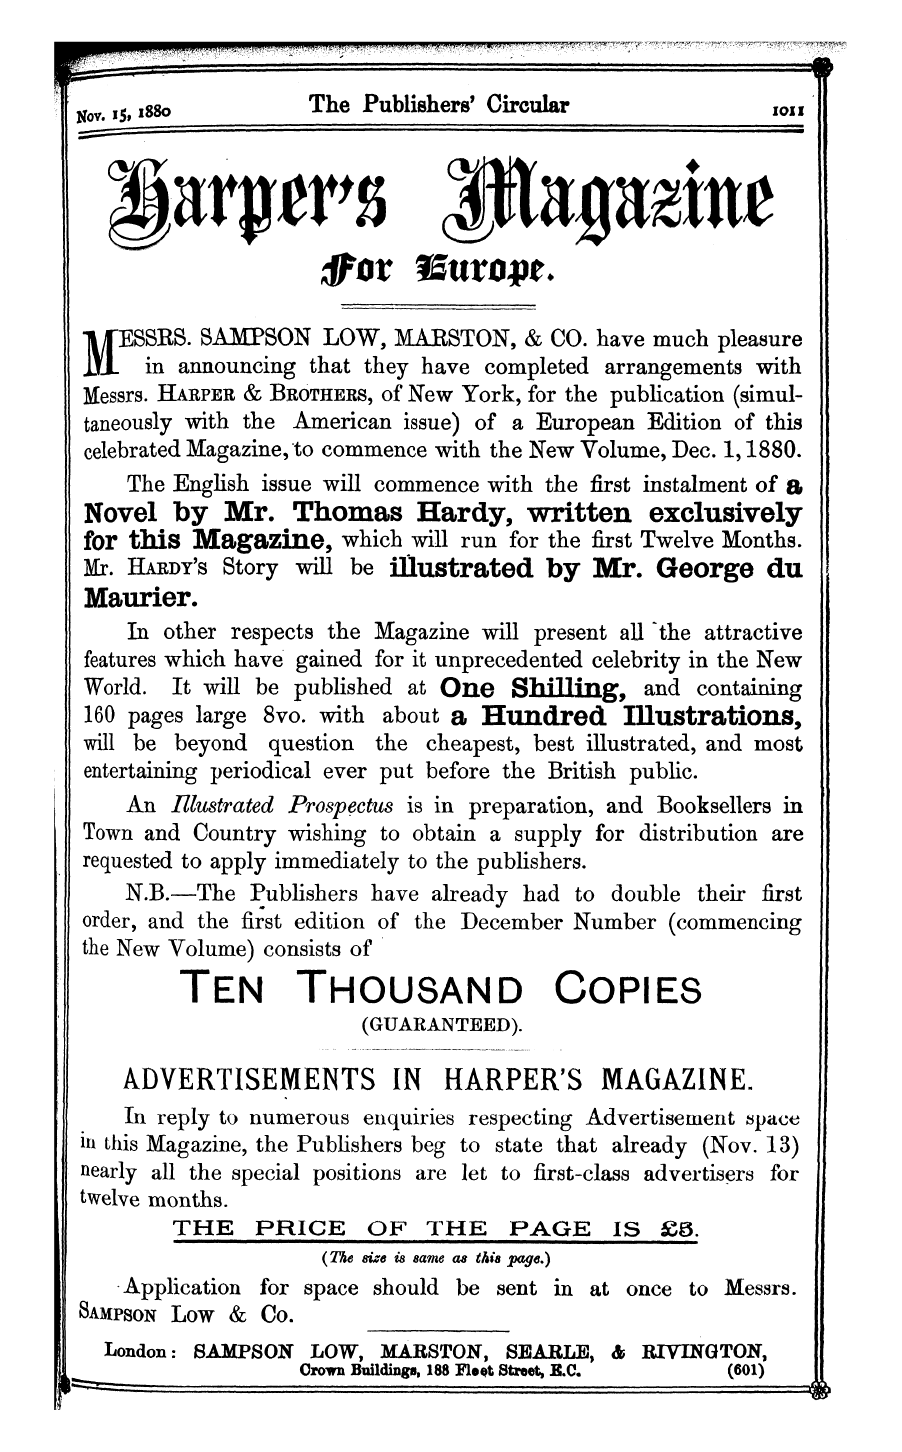 Nov. 15, 1880 The Publishers' Circular 1011
Harper's Magazine
For Europe.
MESSRS. SAMPSON LOW, MARSTON, & CO. have much pleasure
in announcing that they have completed arrangements with
Messrs. HARPER & BROTHERS, of New York, for the publication (simul-
taneously with the American issue) of a European Edition of this
celebrated Magazine, to commence with the New Volume, Dec. 1, 1880.
The English issue will commence with the first instalment of a
Novel by Mr. Thomas Hardy, written exclusively
for this Magazine, which will run for the first Twelve Months.
Mr. HARDY'S Story will be illustrated by Mr. George du
Maurier.
In other respects the Magazine will present all the attractive
features which have gained for it unprecedented celebrity in the New
World. It will be published at One Shilling, and containing
160 pages large 8vo. with about a Hundred Illustrations,
will be beyond question the cheapest, best illustrated, and most
entertaining periodical ever put before the British public.
An Illustrated Prospectus is in preparation, and Booksellers in
Town and Country wishing to obtain a supply for distribution are
requested to apply immediately to the publishers.
N.B.—The Publishers have already had to double their first
order, and the first edition of the December Number (commencing
the New Volume) consists of
TEN THOUSAND COPIES
(GUARANTEED).
ADVERTISEMENTS IN HARPER'S MAGAZINE.
In reply to numerous enquiries respecting Advertisement space
in this Magazine, the Publishers beg to state that already (Nov. 13)
nearly all the special positions are let to first-class advertisers for
twelve months.
THE PRICE OF THE PAGE IS £5.
(The size is same as this page.)
Application for space should be sent in at once to Messrs.
SAMPSON LOW & CO.
London: SAMPSON LOW, MARSTON, SEARLE, & RIVINGTON,
Crown Buildings, 188 Fleet Street, E.C. (601)